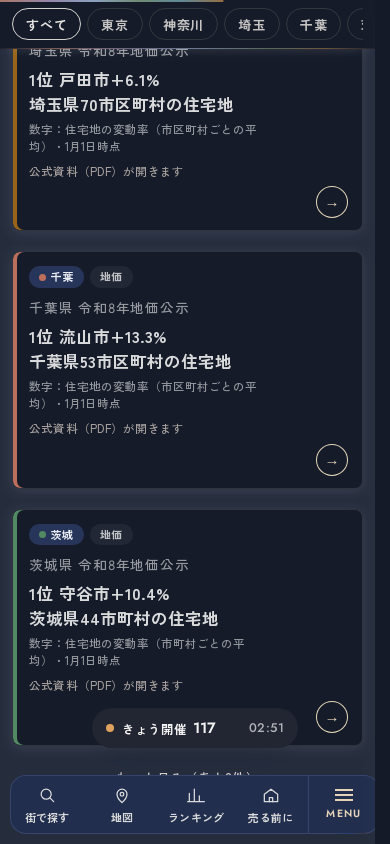 すべて
東京
神奈川
埼玉
千葉
埼玉県 令和8年地価公示
1位 戸田市+6.1%
埼玉県70市区町村の住宅地
数字：住宅地の変動率（市区町村ごとの平
均）・1月1日時点
公式資料（PDF）が開きます
→
千葉
地価
千葉県 令和8年地価公示
1位 流山市+13.3%
千葉県53市区町村の住宅地
数字：住宅地の変動率（市区町村ごとの平
均）・1月1日時点
公式資料（PDF）が開きます
→
茨城
地価
茨城県 令和8年地価公示
1位 守谷市+10.4%
茨城県44市町村の住宅地
数字：住宅地の変動率（市町村ごとの平
均）・1月1日時点
公式資料（PDF）が開きます
→
きょう開催 117 02:51
街で探す
地図
ランキング
売る前に
MENU